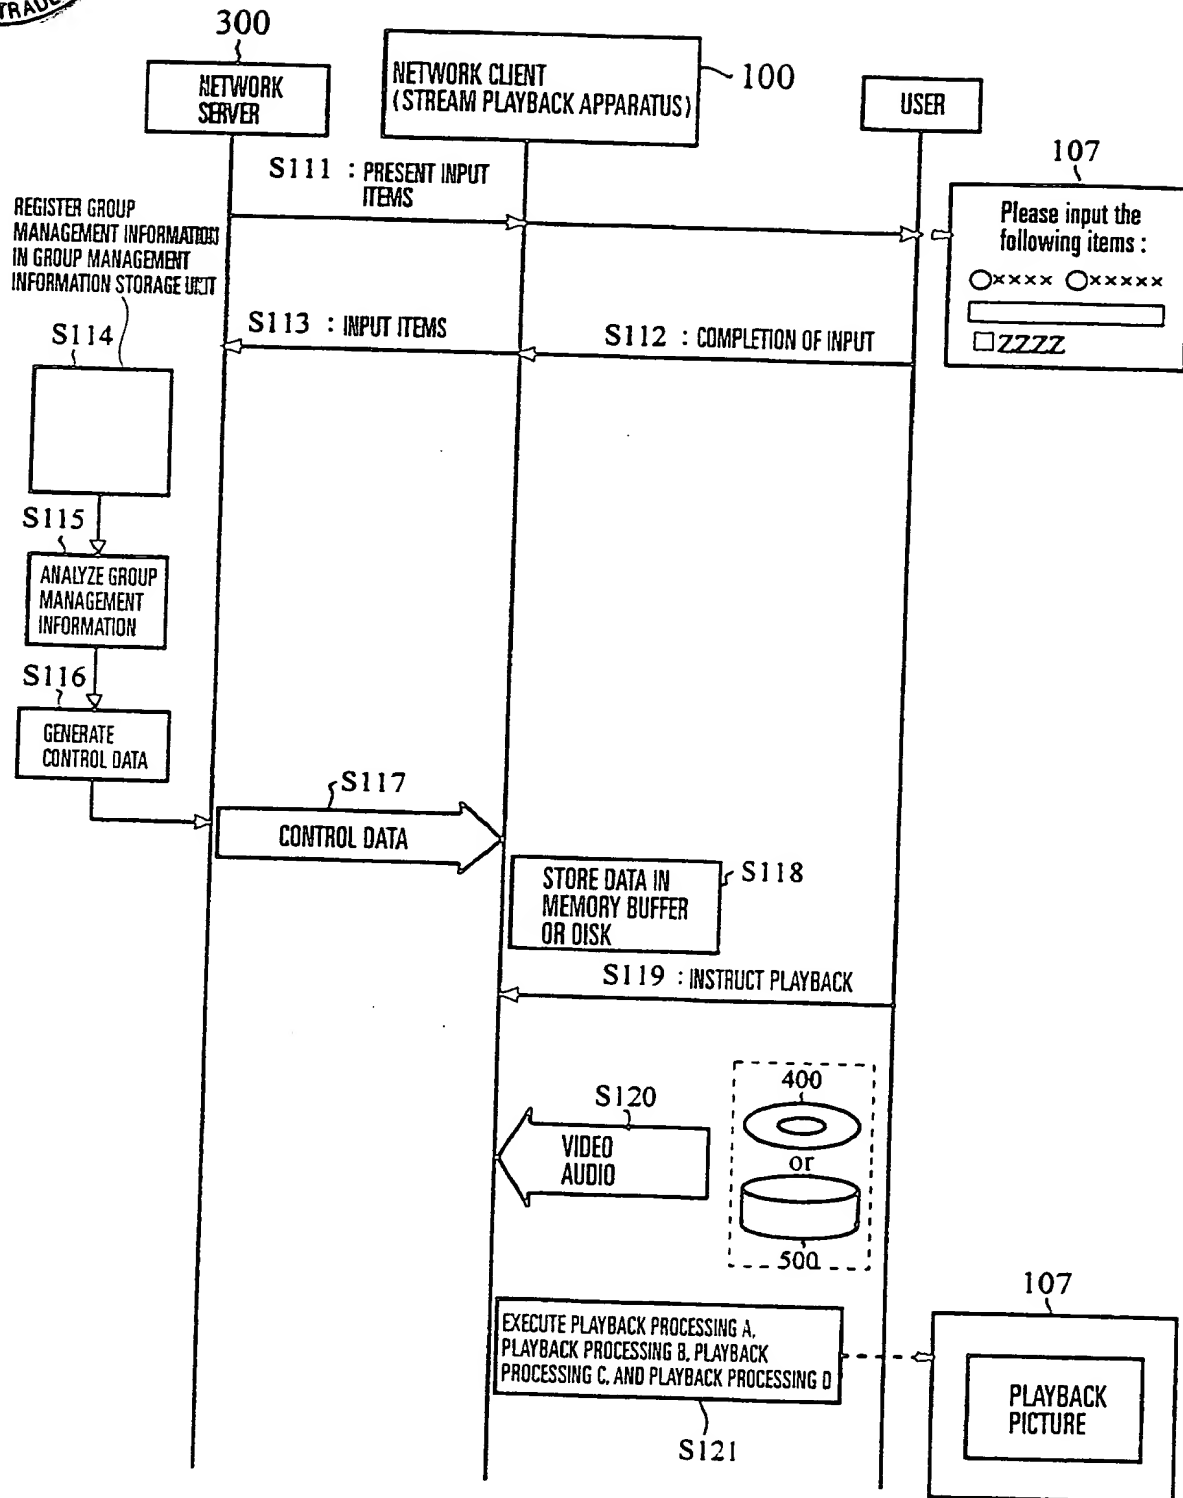 300
NETWORK
SERVER
NETWORK CLIENT
(STREAM PLAYBACK APPARATUS)
100
USER
S111 : PRESENT INPUT
ITEMS
107
Please input the
following items :
○×××× ○×××××
□ZZZZ
REGISTER GROUP
MANAGEMENT INFORMATION
IN GROUP MANAGEMENT
INFORMATION STORAGE UNIT
S113 : INPUT ITEMS
S112 : COMPLETION OF INPUT
S114
S115
ANALYZE GROUP
MANAGEMENT
INFORMATION
S116
GENERATE
CONTROL DATA
S117
CONTROL DATA
STORE DATA IN
MEMORY BUFFER
OR DISK
S118
S119 : INSTRUCT PLAYBACK
S120
VIDEO
AUDIO
400
or
500
EXECUTE PLAYBACK PROCESSING A,
PLAYBACK PROCESSING B, PLAYBACK
PROCESSING C, AND PLAYBACK PROCESSING D
S121
107
PLAYBACK
PICTURE